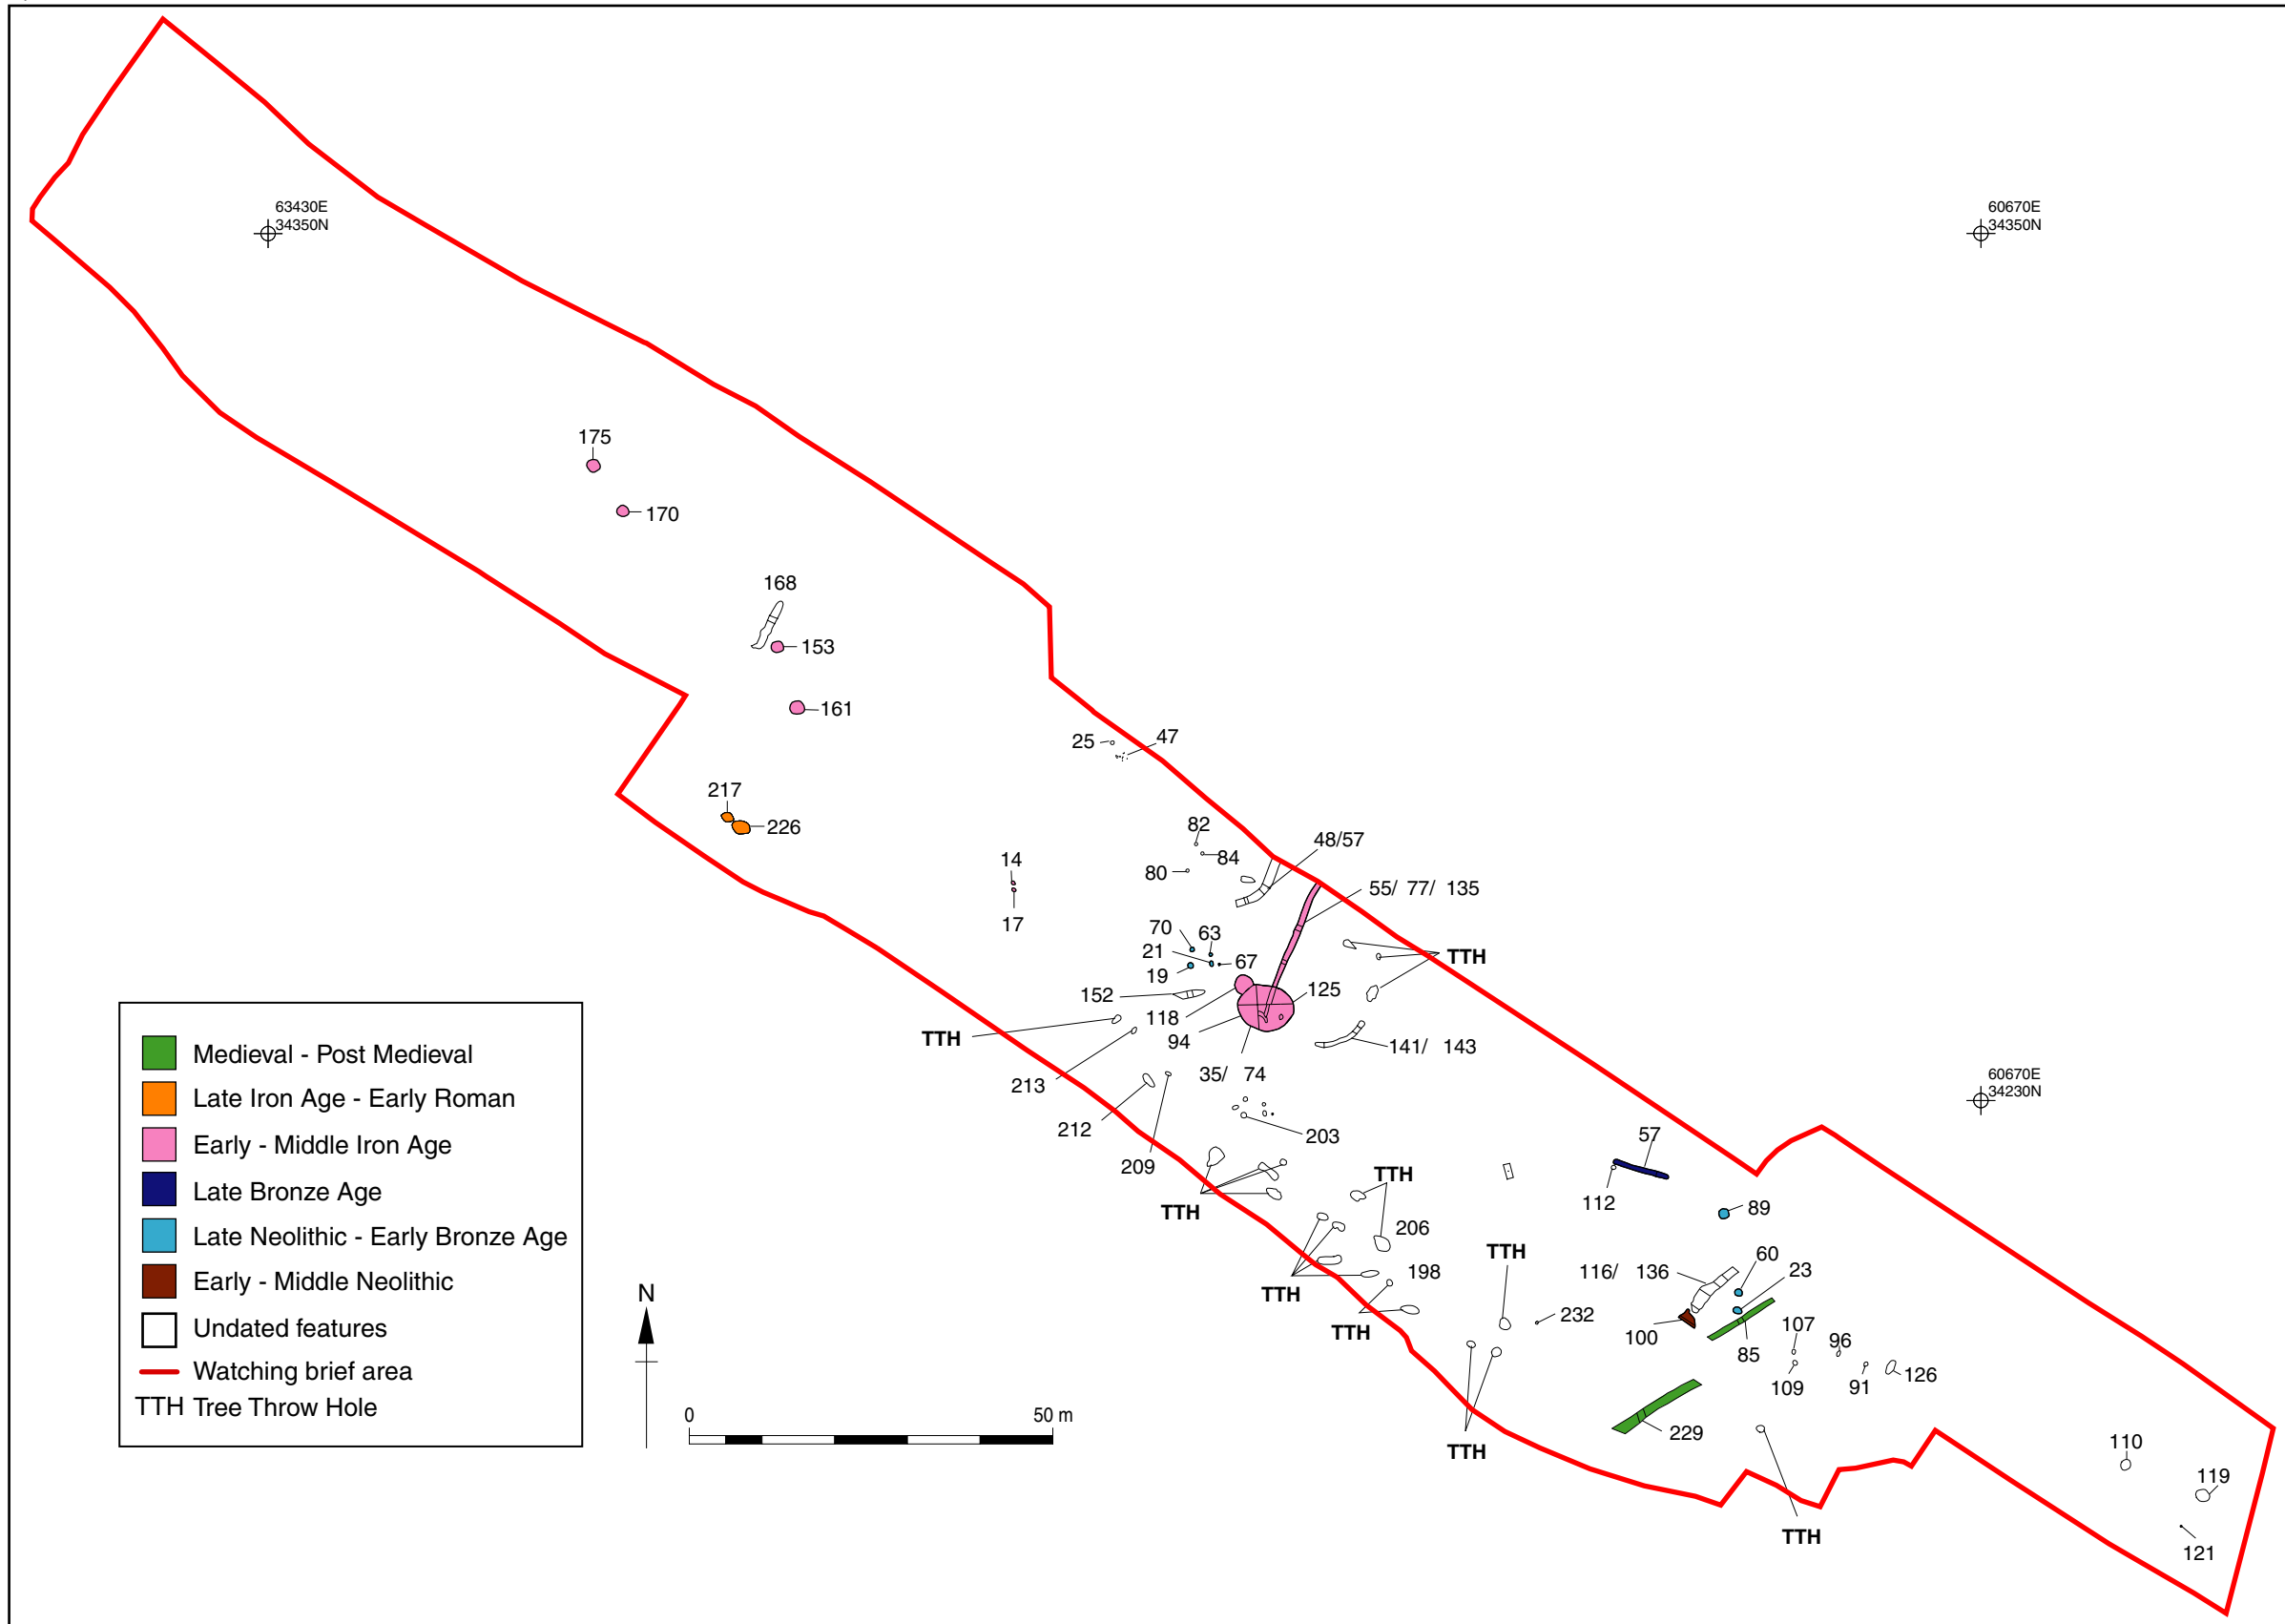 63430E
34350N
60670E
34350N
175
170
168
153
161
25
47
217
226
82
84
80
48/57
14
17
55/ 77/ 135
70
63
21
67
19
TTH
152
125
118
94
TTH
141/ 143
35/ 74
213
212
203
209
60670E
34230N
57
112
TTH
TTH
206
89
TTH
60
116/ 136
23
198
TTH
232
TTH
100
107
96
85
109
91
126
229
TTH
110
119
TTH
121
Medieval - Post Medieval
Late Iron Age - Early Roman
Early - Middle Iron Age
Late Bronze Age
Late Neolithic - Early Bronze Age
Early - Middle Neolithic
Undated features
Watching brief area
TTH Tree Throw Hole
N
0 50 m